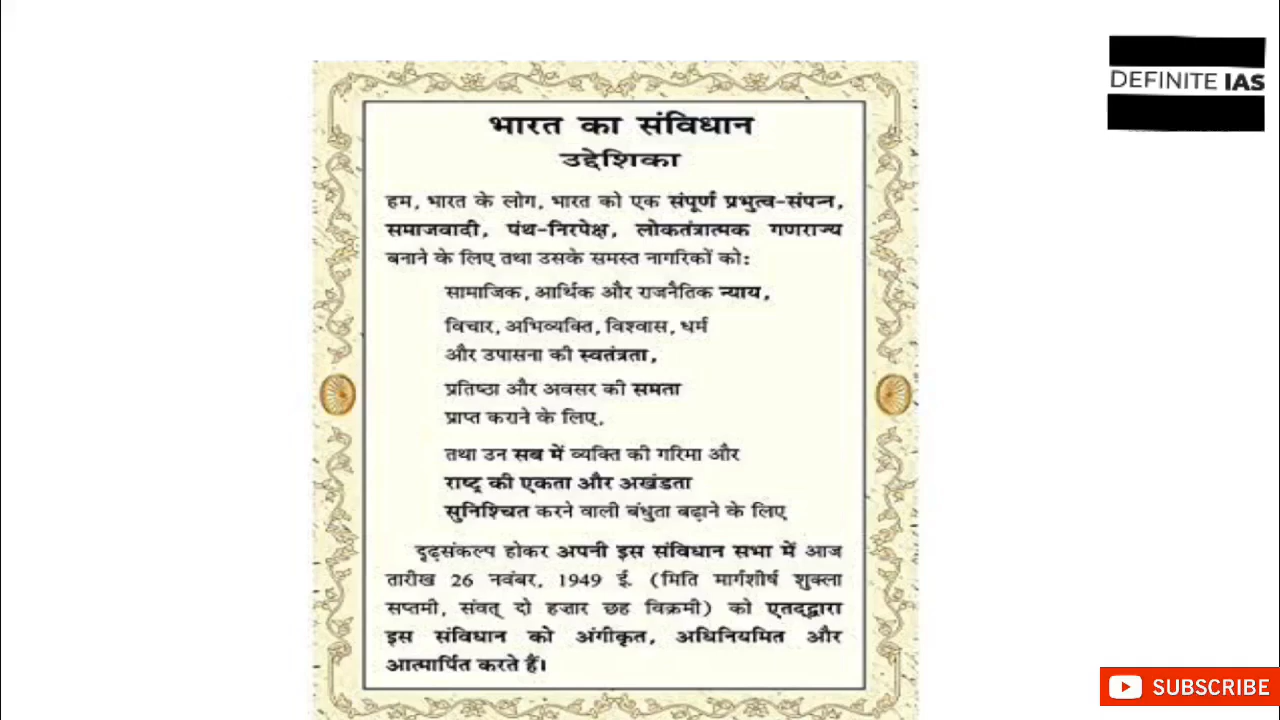 DEFINITE IAS
भारत का संविधान
उद्देशिका
हम, भारत के लोग, भारत को एक संपूर्ण प्रभुत्व-संपन्न,
समाजवादी, पंथ-निरपेक्ष, लोकतंत्रात्मक गणराज्य
बनाने के लिए तथा उसके समस्त नागरिकों को:
सामाजिक, आर्थिक और राजनैतिक न्याय,
विचार, अभिव्यक्ति, विश्वास, धर्म
और उपासना की स्वतंत्रता,
प्रतिष्ठा और अवसर की समता
प्राप्त कराने के लिए,
तथा उन सब में व्यक्ति की गरिमा और
राष्ट्र की एकता और अखंडता
सुनिश्चित करने वाली बंधुता बढ़ाने के लिए
दृढ़संकल्प होकर अपनी इस संविधान सभा में आज
तारीख 26 नवंबर, 1949 ई. (मिति मार्गशीर्ष शुक्ला
सप्तमी, संवत् दो हज़ार छह विक्रमी) को एतद्द्वारा
इस संविधान को अंगीकृत, अधिनियमित और
आत्मार्पित करते हैं।
SUBSCRIBE